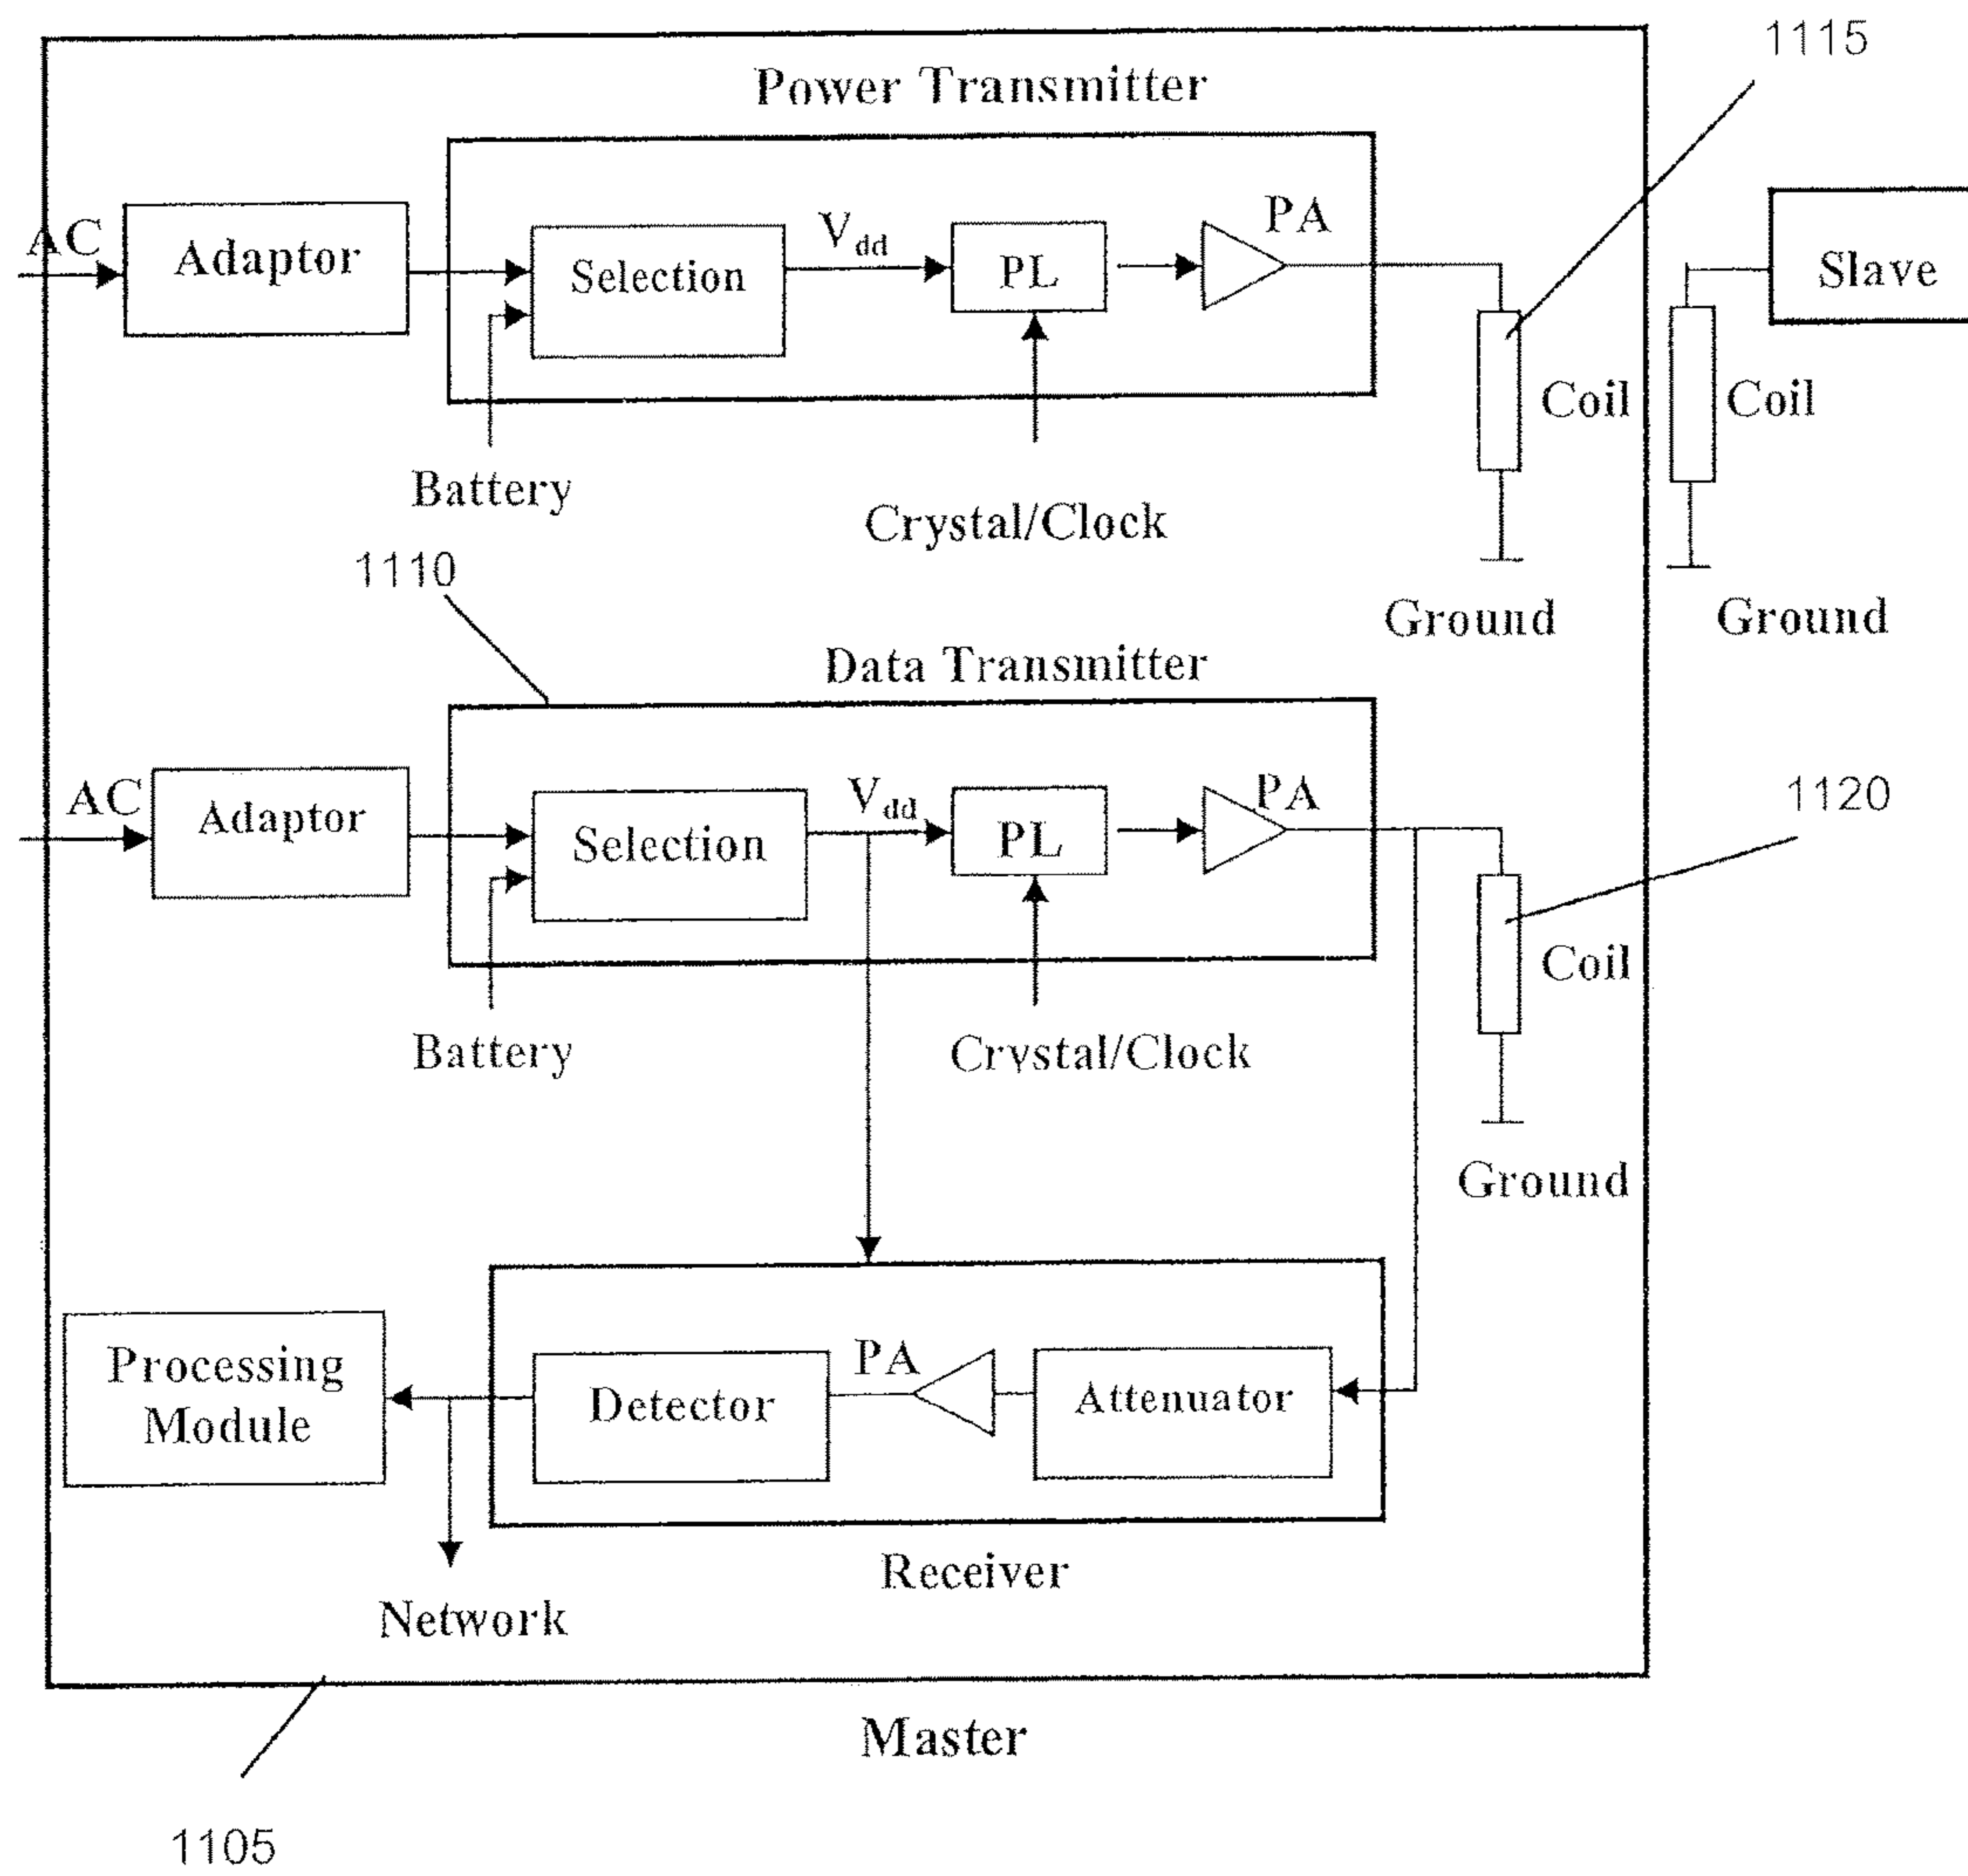 1115
Power Transmitter
AC
Adaptor
Selection
Vdd
PL
PA
Slave
Coil
Coil
Battery
Crystal/Clock
Ground
Ground
1110
Data Transmitter
AC
Adaptor
Selection
Vdd
PL
PA
1120
Coil
Battery
Crystal/Clock
Ground
Processing
Module
Detector
PA
Attenuator
Receiver
Network
Master
1105